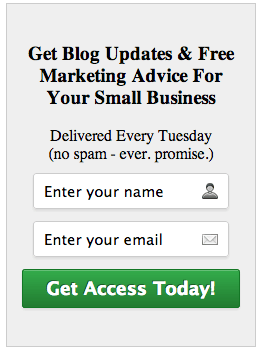 Get Blog Updates & Free
Marketing Advice For
Your Small Business
Delivered Every Tuesday
(no spam - ever. promise.)
Enter your name
Enter your email
Get Access Today!